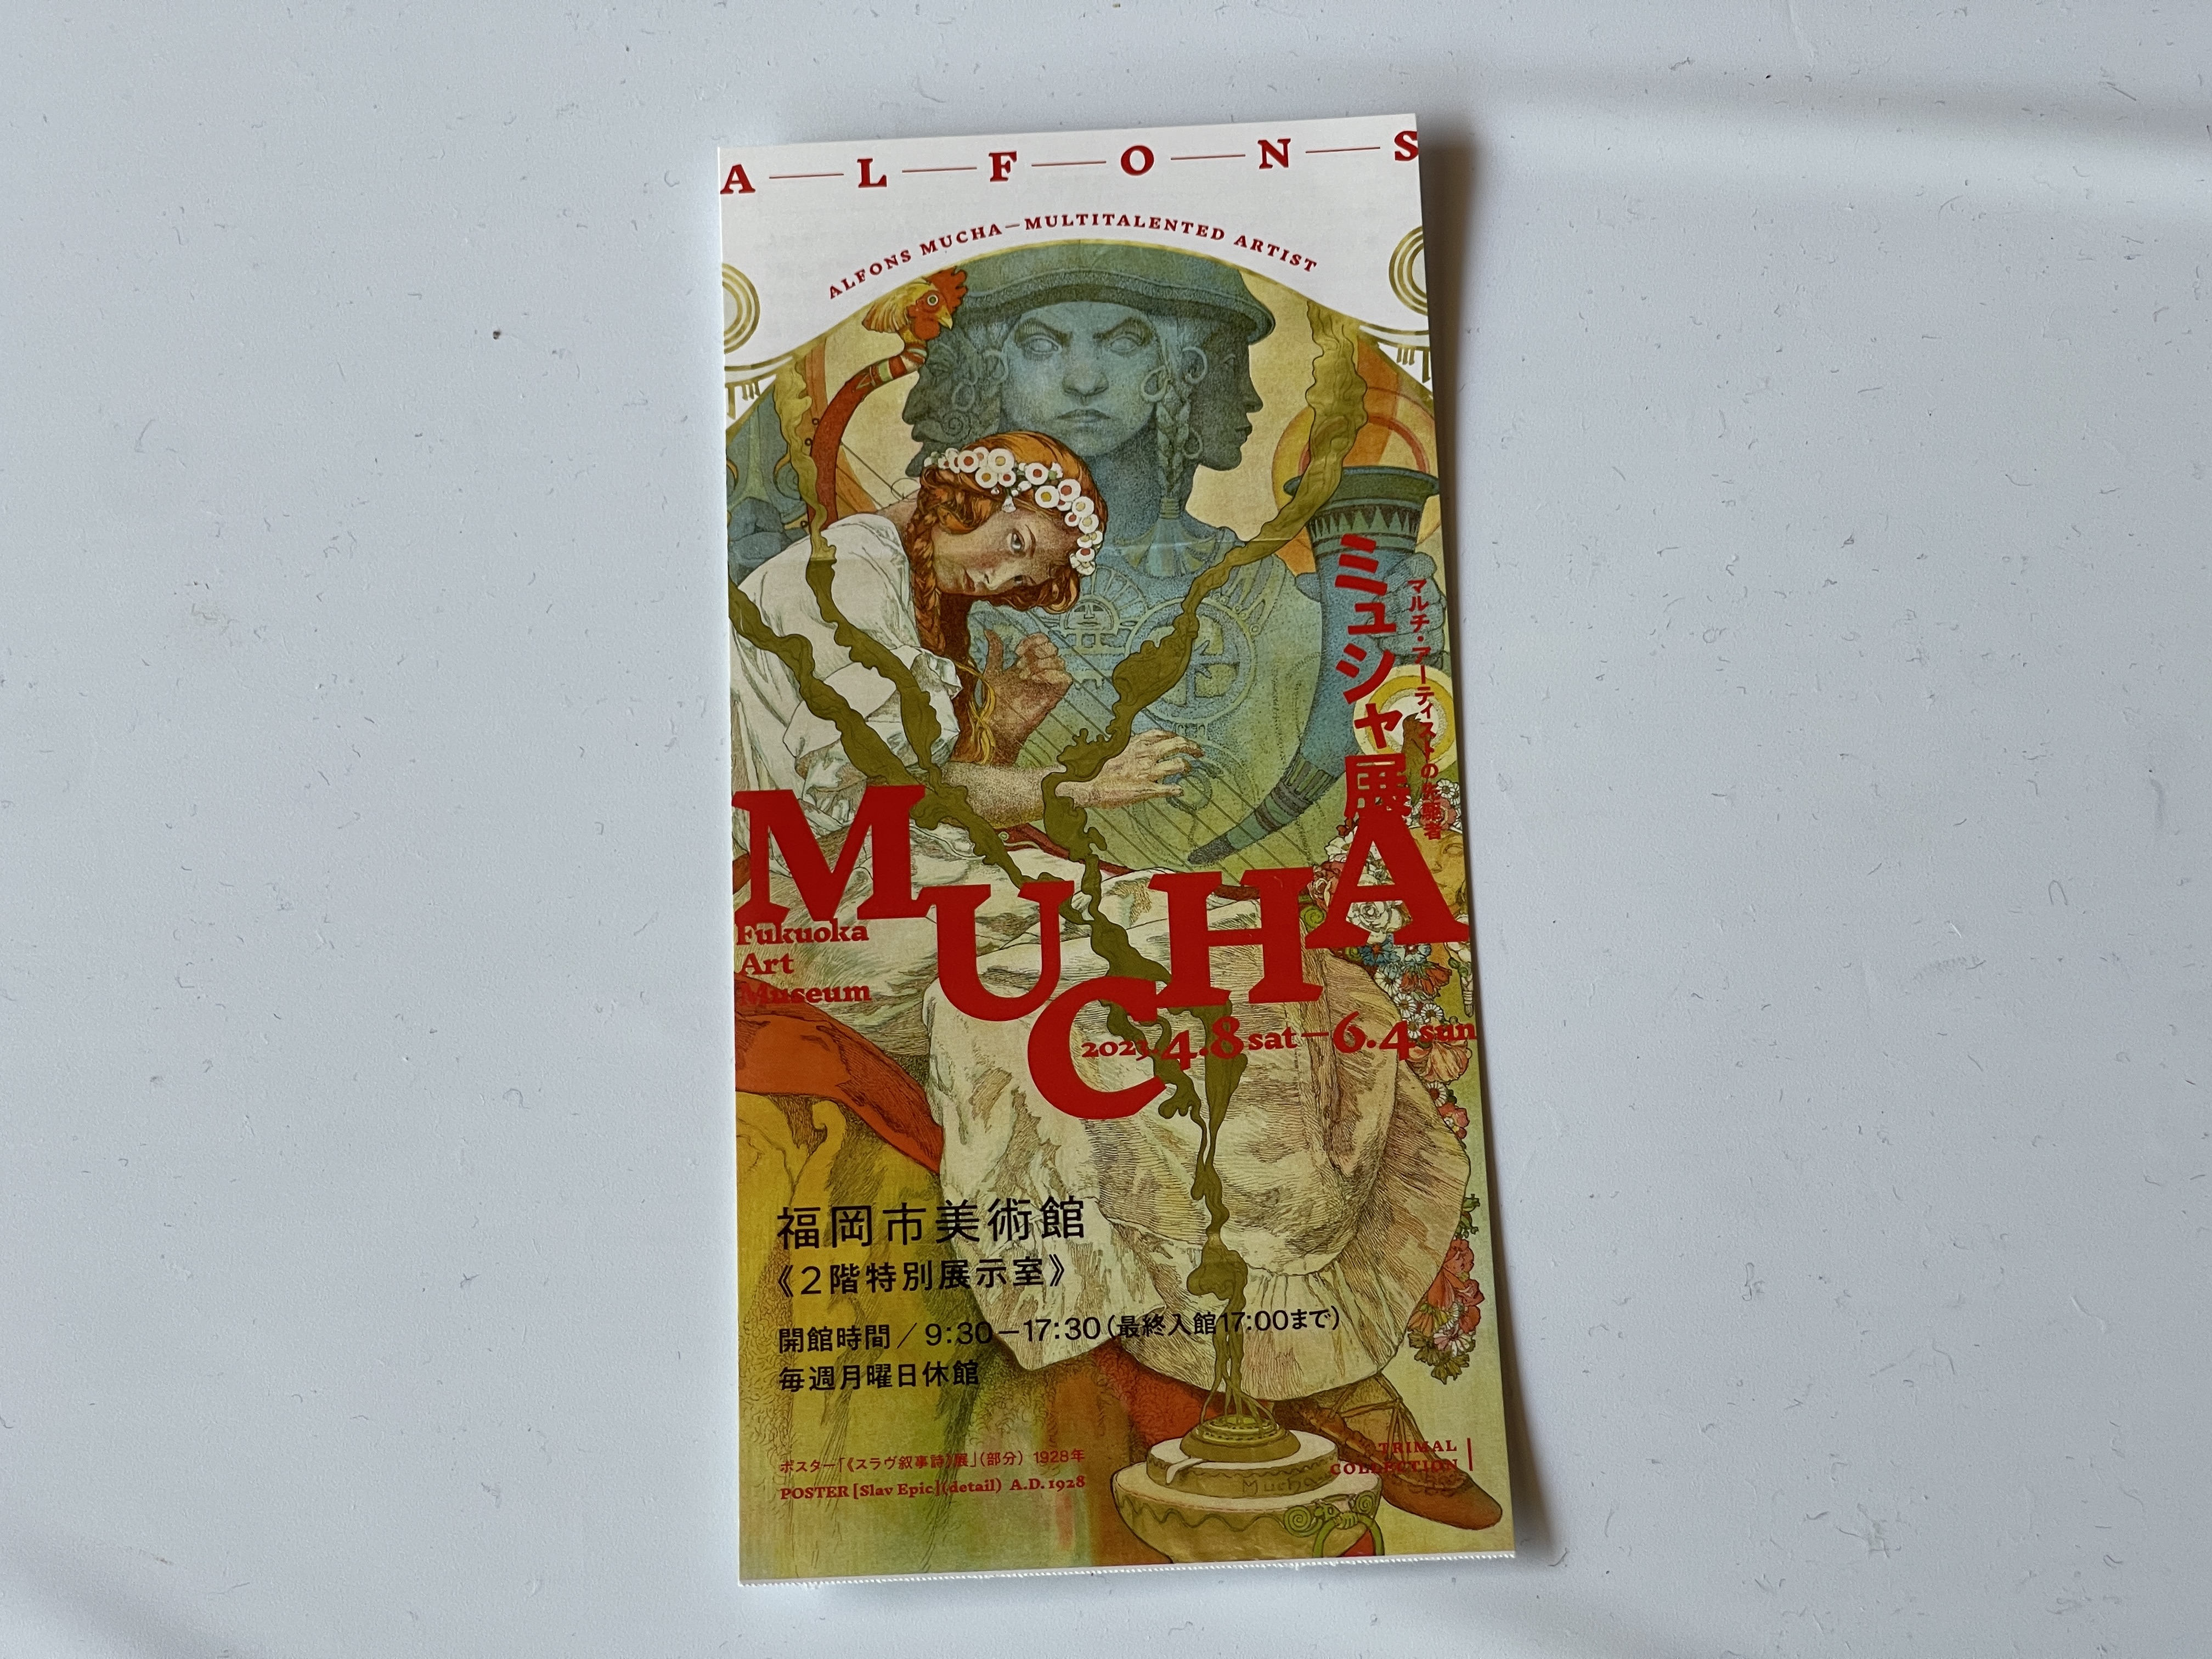 A—L—F—O—N—S
ALFONS MUCHA—MULTITALENTED ARTIST
ミュシャ展
マルチ・アーティストの先駆者
MUCHA
Fukuoka
Art
Museum
2023.4.8 sat—6.4 sun
福岡市美術館
《２階特別展示室》
開館時間／9:30－17:30（最終入館17:00まで）
毎週月曜日休館
ポスター「《スラヴ叙事詩》展」（部分） 1928年
POSTER [Slav Epic] (detail) A.D. 1928
TRIMAL
COLLECTION
Mucha